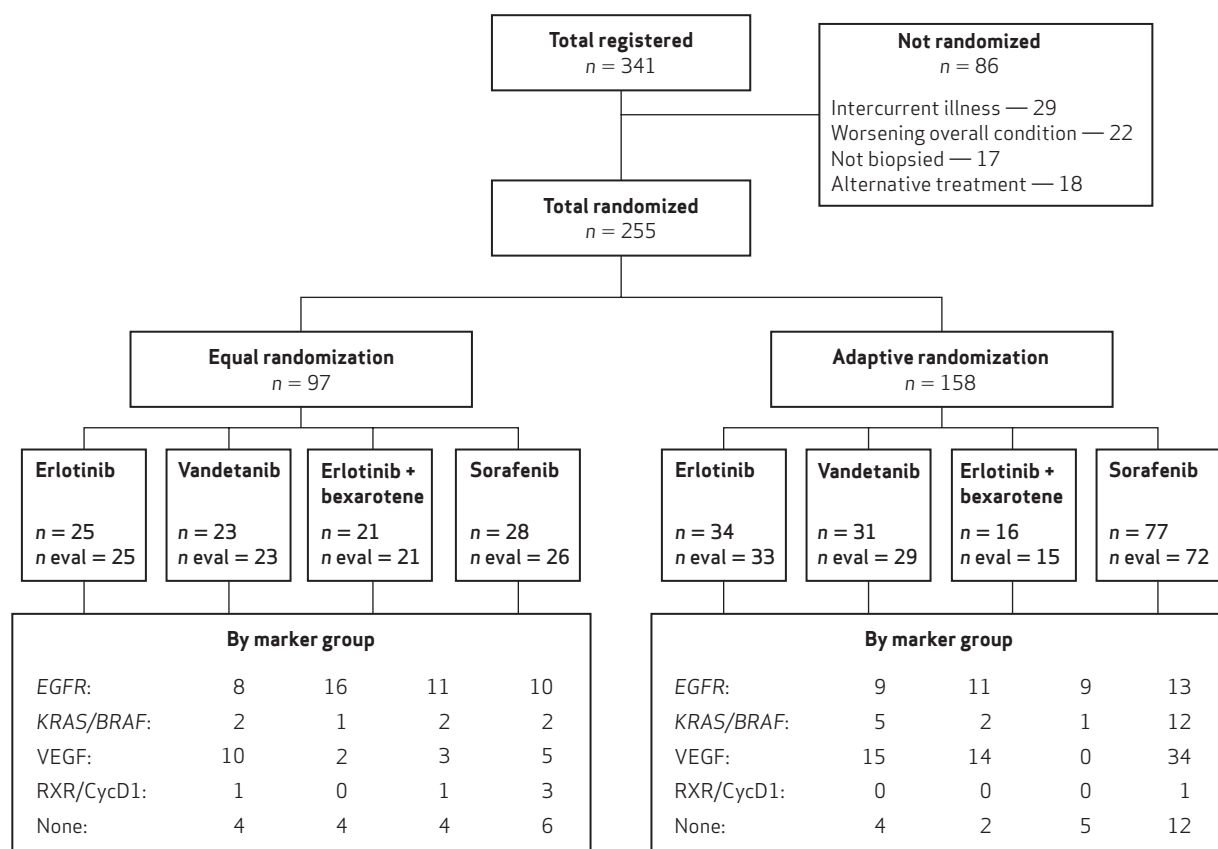 Total registered
n = 341
Not randomized
n = 86
Intercurrent illness — 29
Worsening overall condition — 22
Not biopsied — 17
Alternative treatment — 18
Total randomized
n = 255
Equal randomization
n = 97
Adaptive randomization
n = 158
Erlotinib
n = 25
n eval = 25
Vandetanib
n = 23
n eval = 23
Erlotinib +
bexarotene
n = 21
n eval = 21
Sorafenib
n = 28
n eval = 26
Erlotinib
n = 34
n eval = 33
Vandetanib
n = 31
n eval = 29
Erlotinib +
bexarotene
n = 16
n eval = 15
Sorafenib
n = 77
n eval = 72
By marker group
EGFR: 8 16 11 10
KRAS/BRAF: 2 1 2 2
VEGF: 10 2 3 5
RXR/CycD1: 1 0 1 3
None: 4 4 4 6
By marker group
EGFR: 9 11 9 13
KRAS/BRAF: 5 2 1 12
VEGF: 15 14 0 34
RXR/CycD1: 0 0 0 1
None: 4 2 5 12